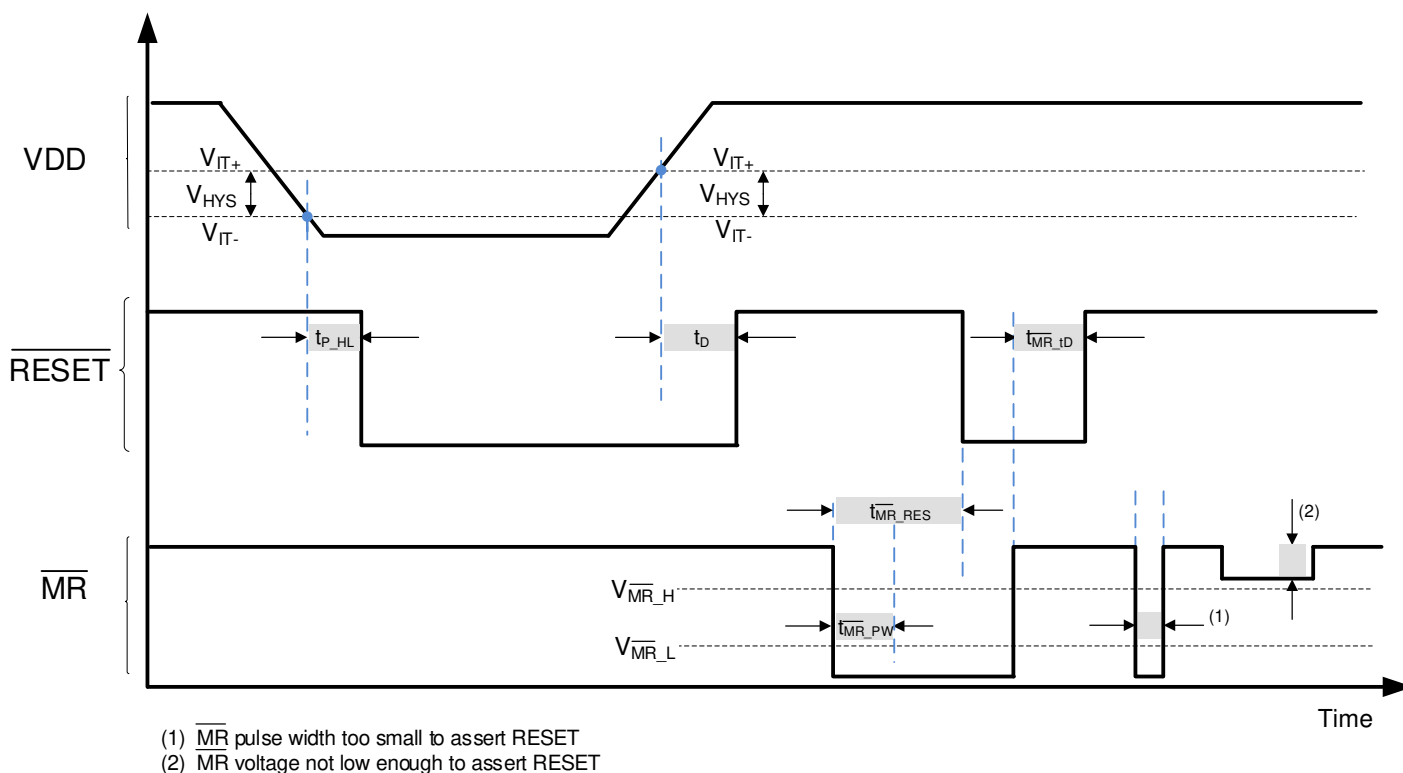 VDD
VIT+
VHYS
VIT-
VIT+
VHYS
VIT-
RESET
tP_HL
tD
tMR_tD
tMR_RES
(2)
MR
VMR_H
tMR_PW
(1)
VMR_L
Time
(1) MR pulse width too small to assert RESET
(2) MR voltage not low enough to assert RESET